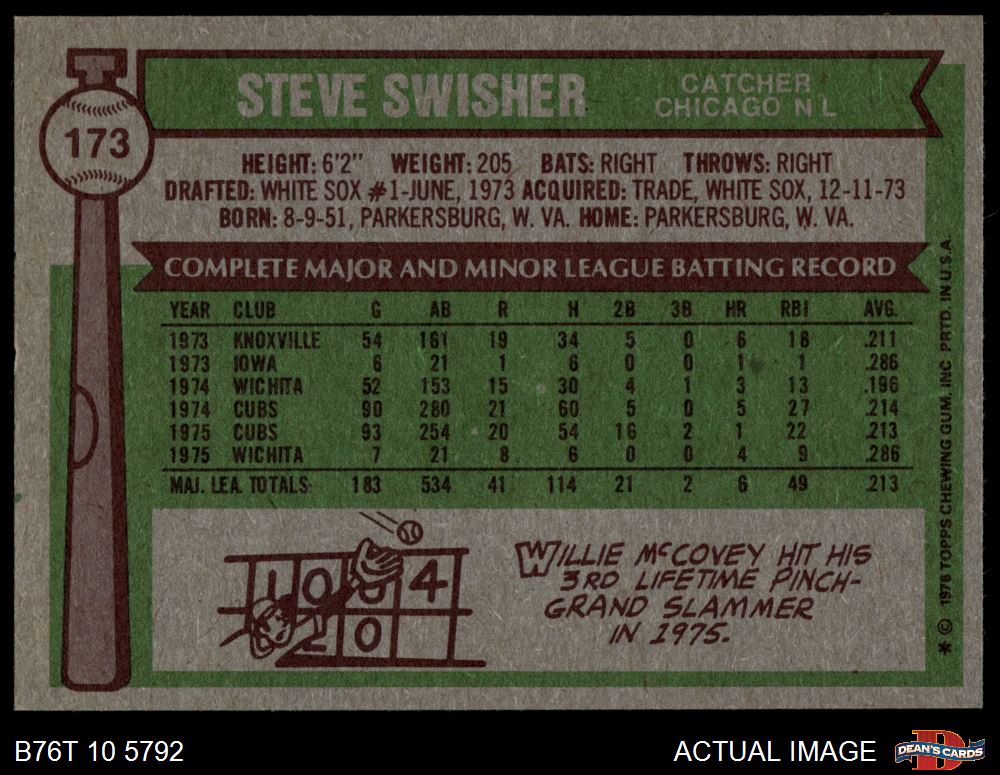 STEVE SWISHER
CATCHER
CHICAGO N L
173
HEIGHT: 6'2" WEIGHT: 205 BATS: RIGHT THROWS: RIGHT
DRAFTED: WHITE SOX #1-JUNE, 1973 ACQUIRED: TRADE, WHITE SOX, 12-11-73
BORN: 8-9-51, PARKERSBURG, W. VA. HOME: PARKERSBURG, W. VA.
COMPLETE MAJOR AND MINOR LEAGUE BATTING RECORD
YEAR CLUB G AB R H 2B 3B HR RBI AVG.
1973 KNOXVILLE 54 161 19 34 5 0 6 18 .211
1973 IOWA 6 21 1 6 0 0 1 1 .286
1974 WICHITA 52 153 15 30 4 1 3 13 .196
1974 CUBS 90 280 21 60 5 0 5 27 .214
1975 CUBS 93 254 20 54 16 2 1 22 .213
1975 WICHITA 7 21 8 6 0 0 4 9 .286
MAJ. LEA. TOTALS 183 534 41 114 21 2 6 49 .213
1 0 0 4
2 0
WILLIE McCOVEY HIT HIS
3RD LIFETIME PINCH-
GRAND SLAMMER
IN 1975.
* © 1976 TOPPS CHEWING GUM, INC PRTD. IN U.S.A.
B76T 10 5792
ACTUAL IMAGE
D
DEAN'S CARDS